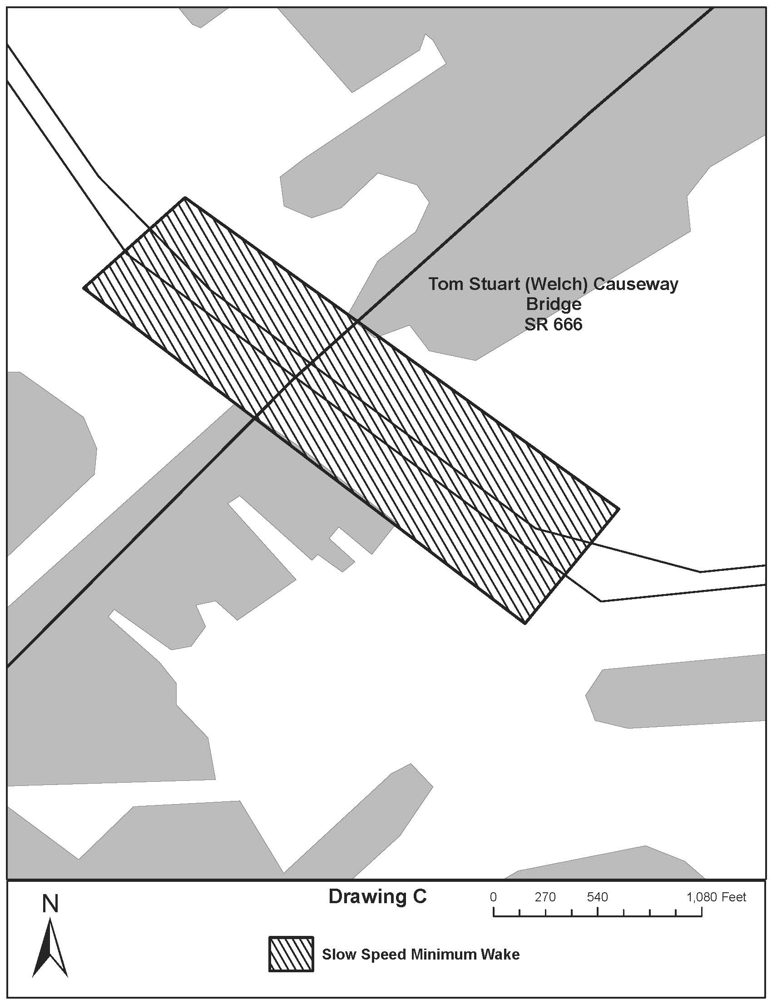 Tom Stuart (Welch) Causeway
Bridge
SR 666
N
Drawing C
0 270 540 1,080 Feet
Slow Speed Minimum Wake